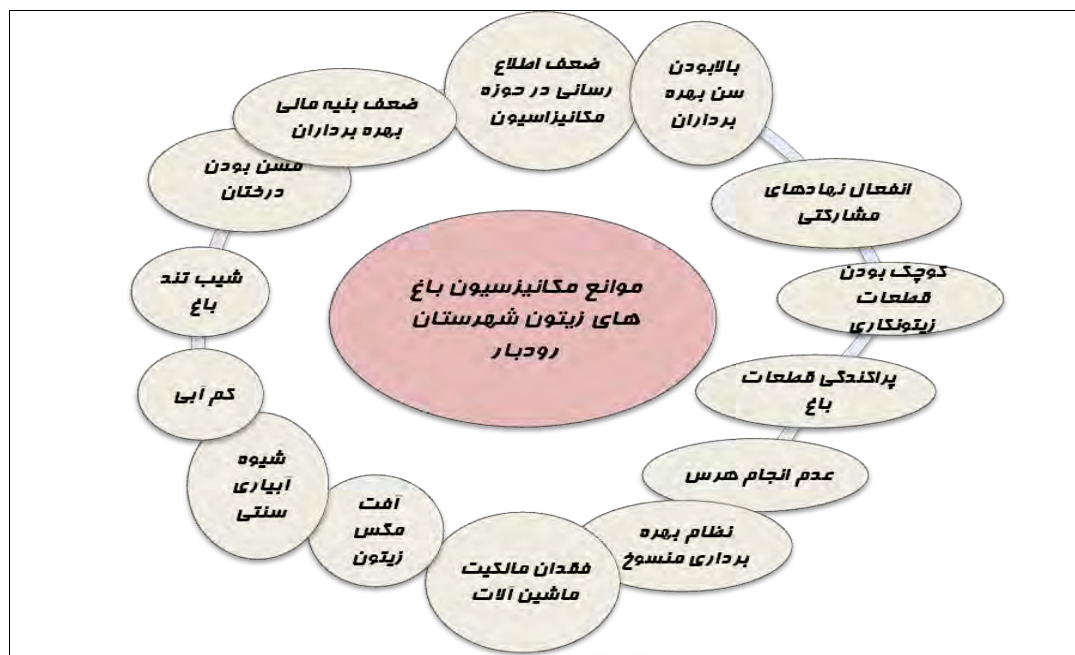 ضعف اطلاع
رسانی در حوزه
مکانیزاسیون
بالابودن
سن بهره
برداران
انفعال نهادهای
مشارکتی
کوچک بودن
قطعات
زیتونکاری
پراکندگی قطعات
باغ
عدم انجام هرس
نظام بهره
برداری منسوخ
فقدان مالکیت
ماشین آلات
آفت
مگس
زیتون
شیوه
آبیاری
سنتی
کم آبی
شیب تند
باغ
مسن بودن
درختان
ضعف بنیه مالی
بهره برداران
موانع مکانیزسیون باغ
های زیتون شهرستان
رودبار